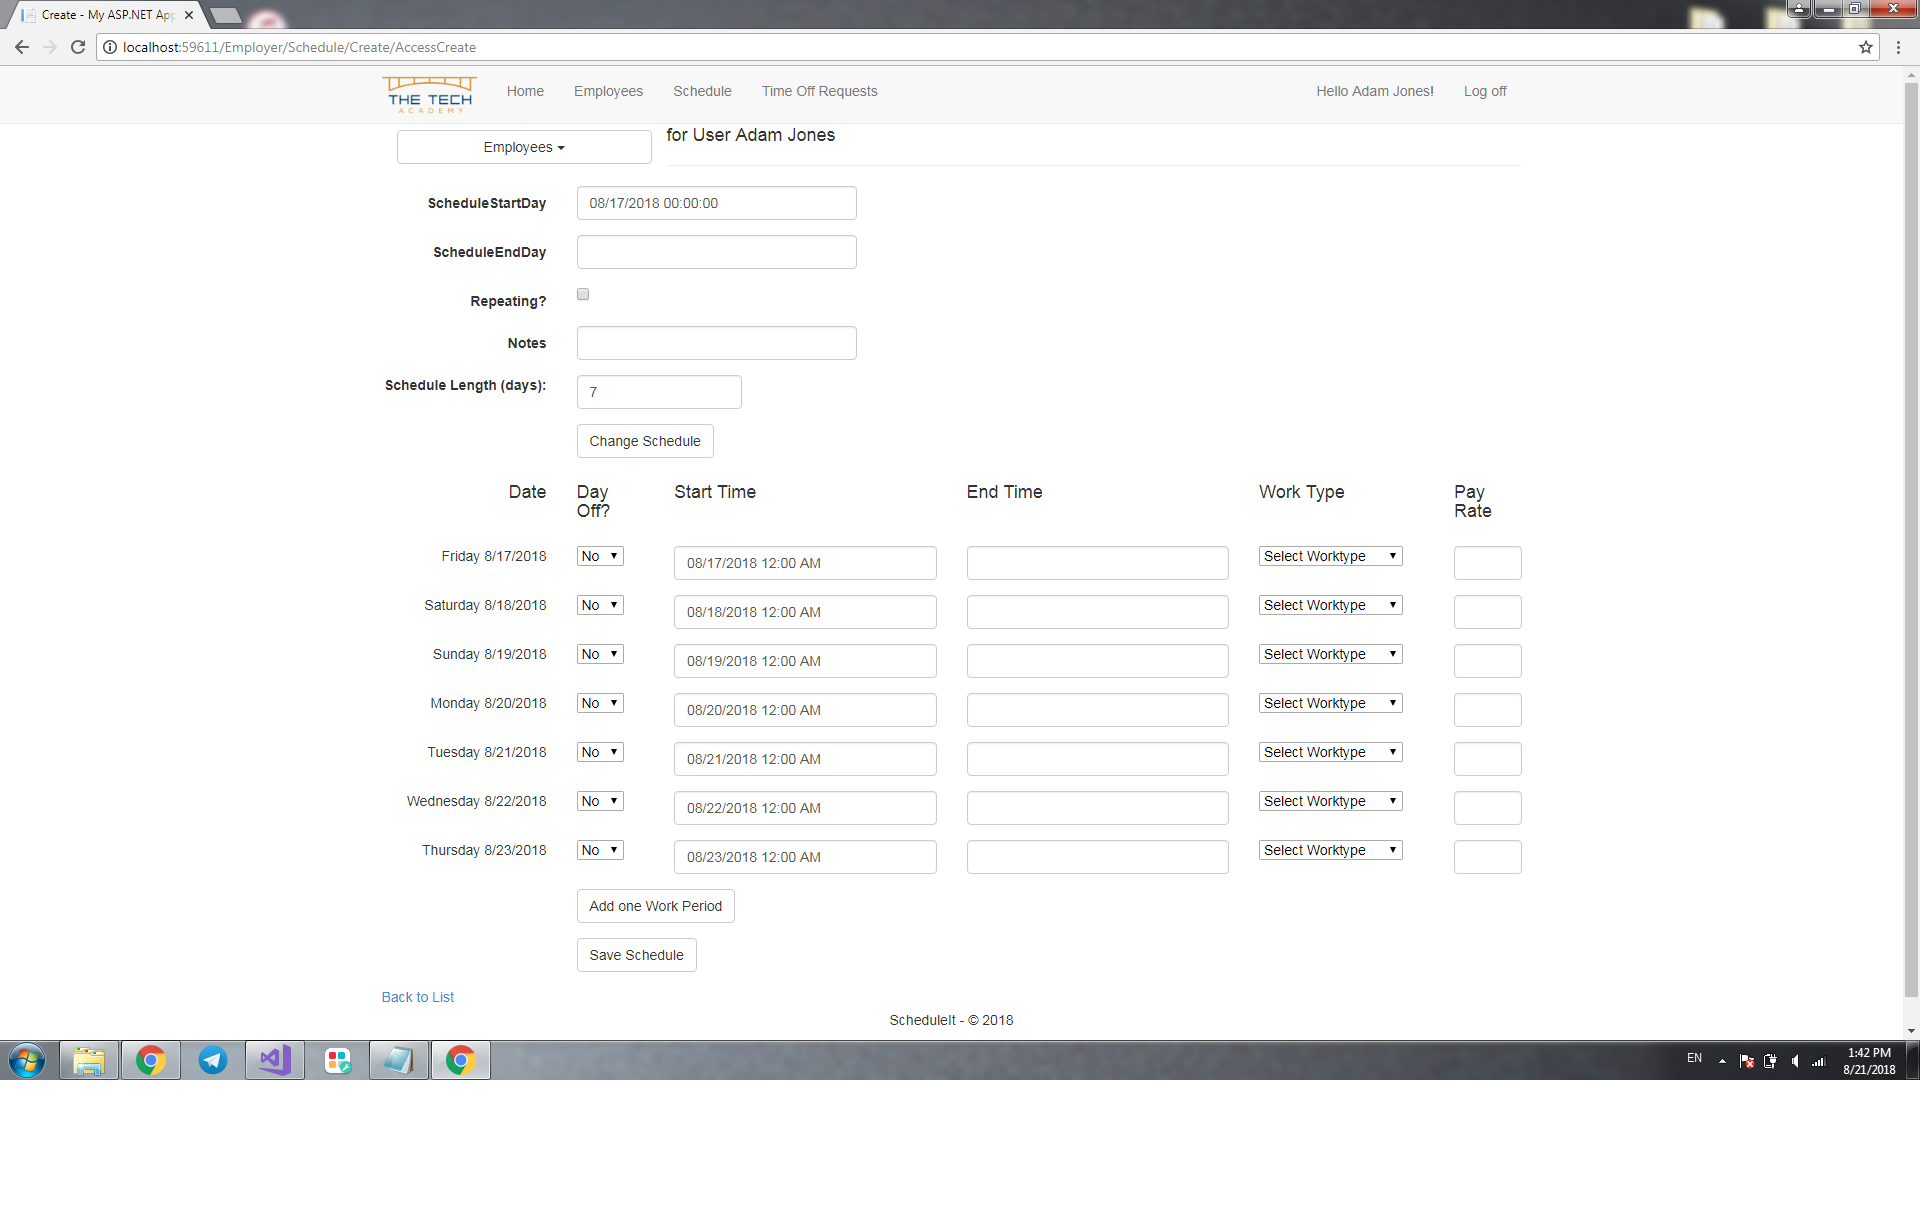 Create - My ASP.NET App
localhost:59611/Employer/Schedule/Create/AccessCreate
THE TECH
ACADEMY
Home Employees Schedule Time Off Requests Hello Adam Jones! Log off
Employees for User Adam Jones
ScheduleStartDay 08/17/2018 00:00:00
ScheduleEndDay
Repeating?
Notes
Schedule Length (days): 7
Change Schedule
Date Day Off? Start Time End Time Work Type Pay Rate
Friday 8/17/2018 No 08/17/2018 12:00 AM Select Worktype
Saturday 8/18/2018 No 08/18/2018 12:00 AM Select Worktype
Sunday 8/19/2018 No 08/19/2018 12:00 AM Select Worktype
Monday 8/20/2018 No 08/20/2018 12:00 AM Select Worktype
Tuesday 8/21/2018 No 08/21/2018 12:00 AM Select Worktype
Wednesday 8/22/2018 No 08/22/2018 12:00 AM Select Worktype
Thursday 8/23/2018 No 08/23/2018 12:00 AM Select Worktype
Add one Work Period
Save Schedule
Back to List
ScheduleIt - © 2018
EN 1:42 PM
8/21/2018